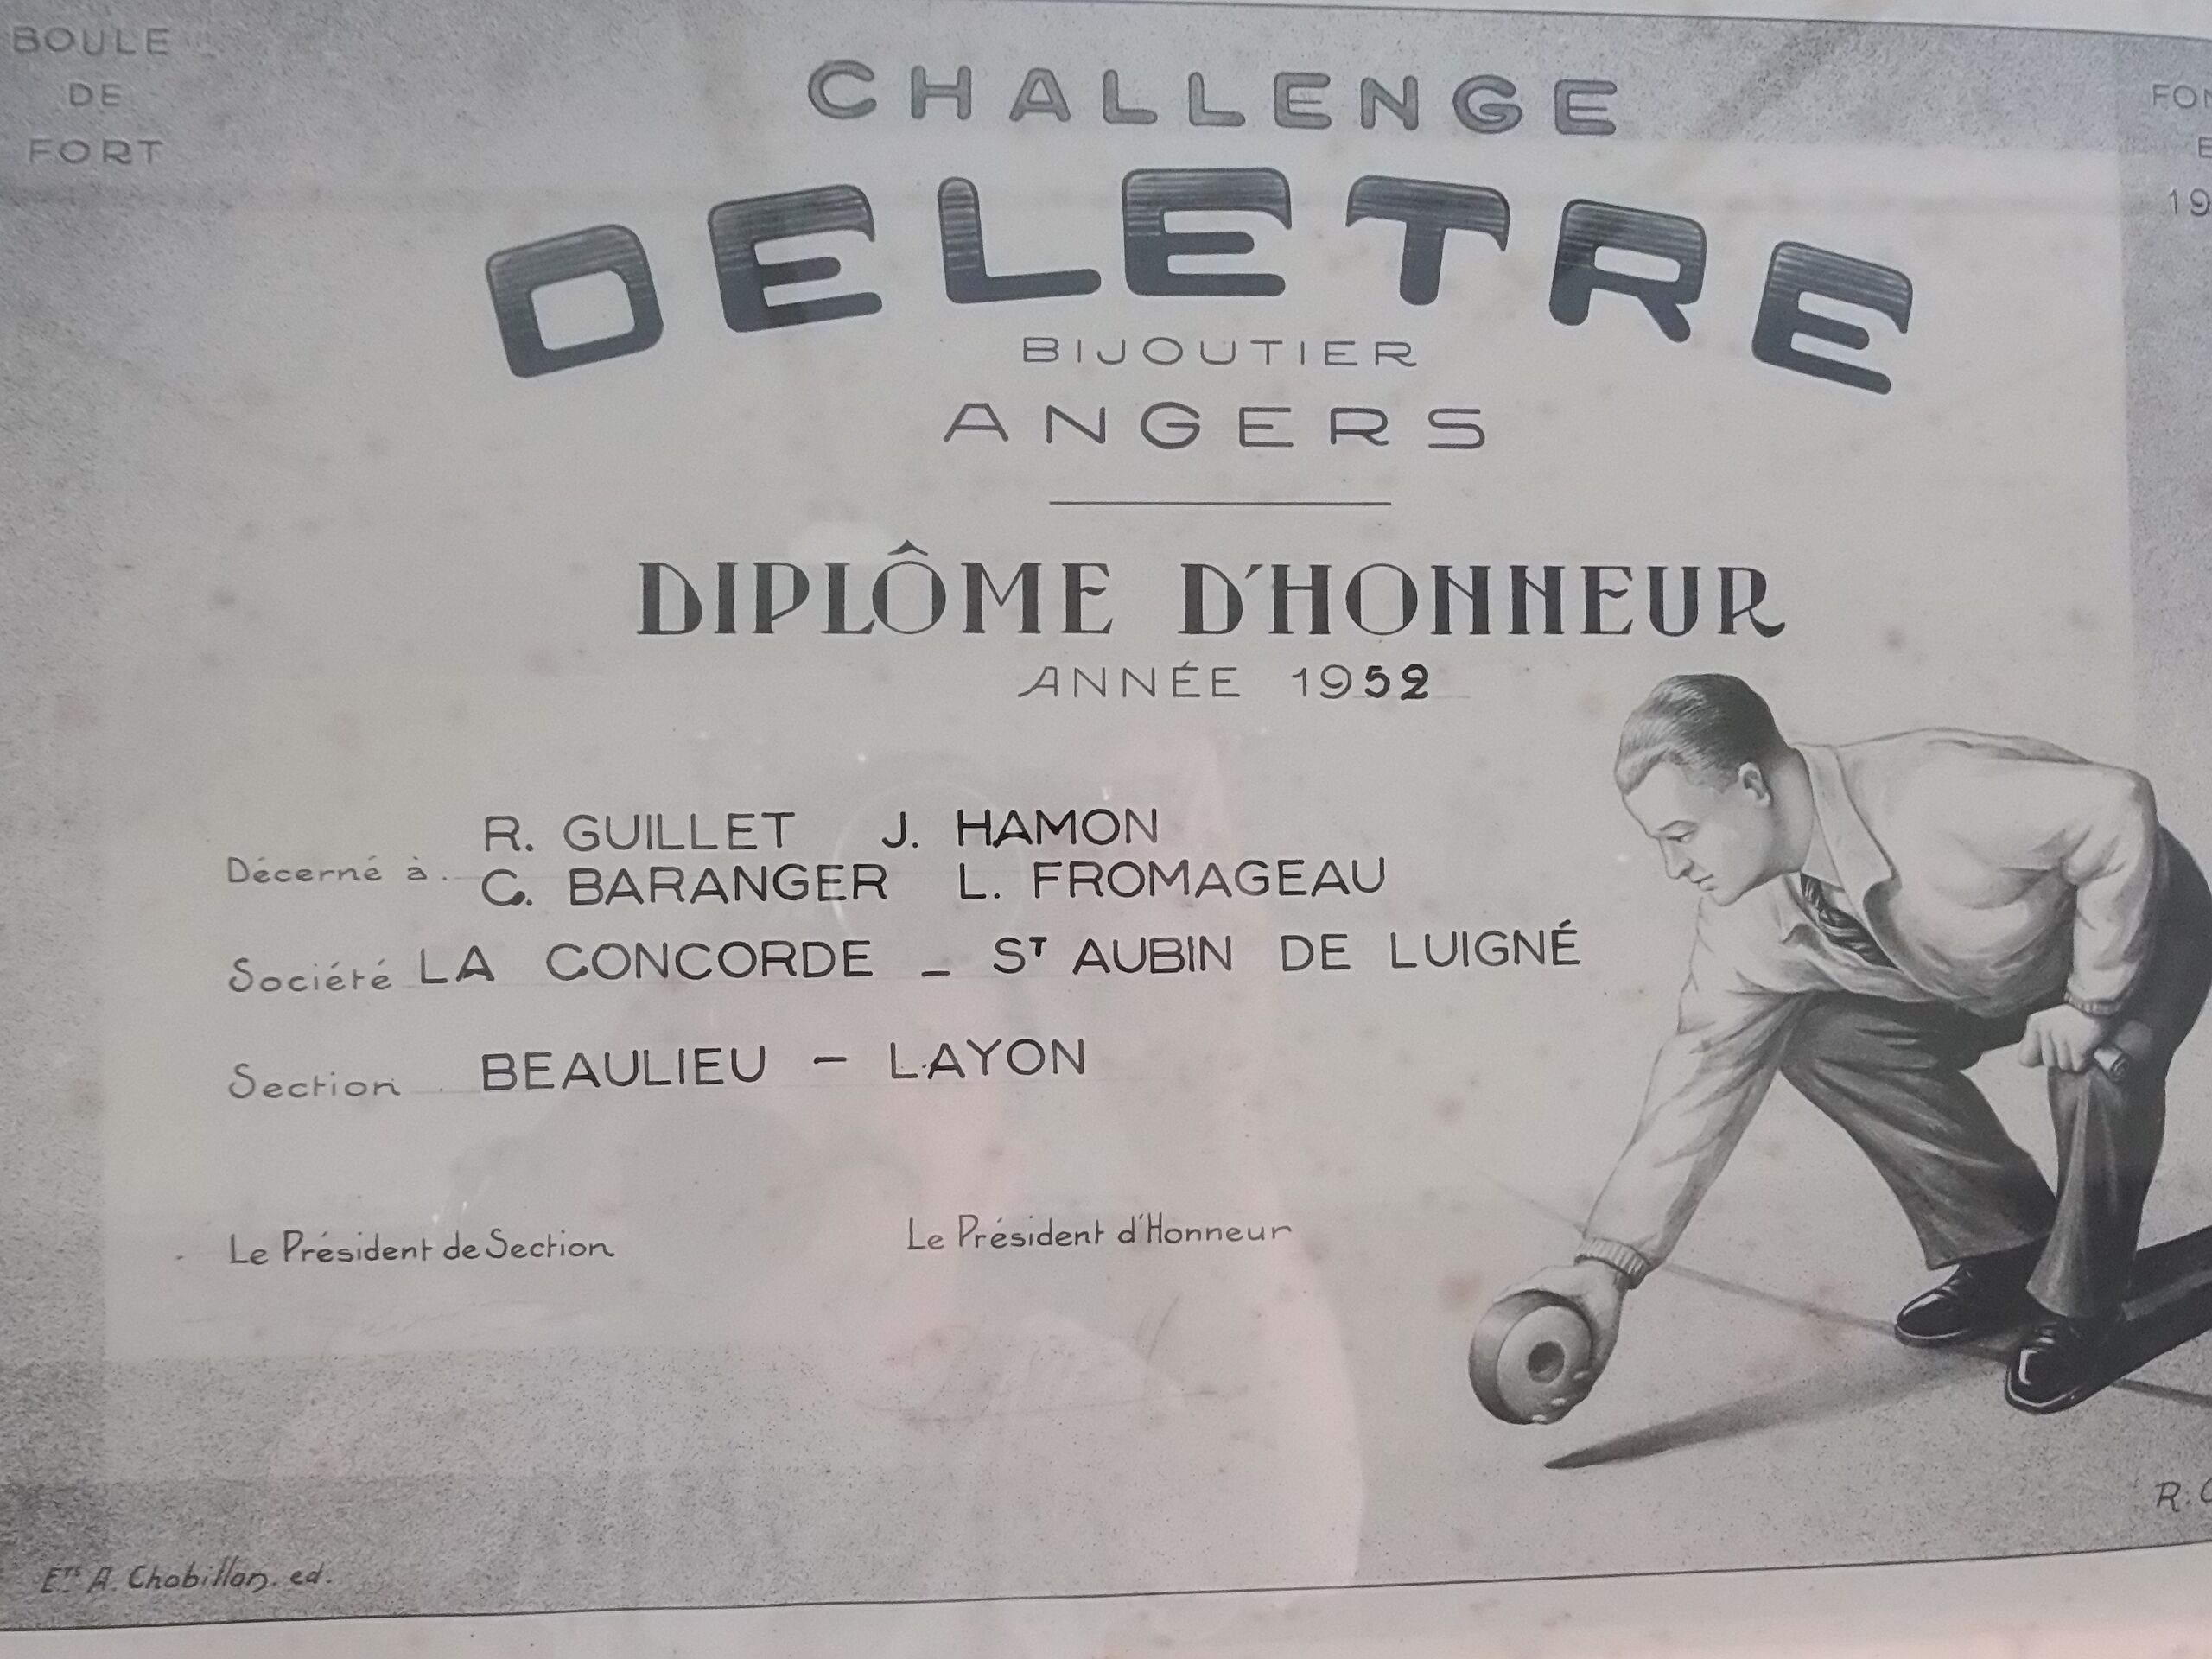 BOULE
DE
FORT
CHALLENGE
DELETRE
BIJOUTIER
ANGERS
DIPLÔME D'HONNEUR
ANNÉE 1952
R. GUILLET J. HAMON
Décerné à C. BARANGER L. FROMAGEAU
Société LA CONCORDE - ST AUBIN DE LUIGNÉ
Section BEAULIEU - LAYON
Le Président de Section Le Président d'Honneur
Ets A. Chobillon. ed.